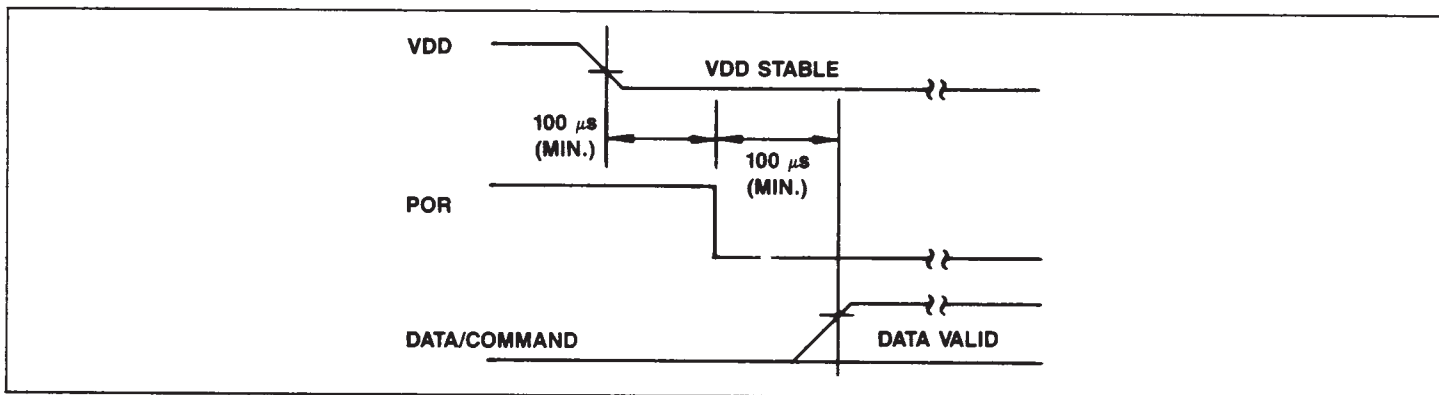 VDD
VDD STABLE
100 μs
(MIN.)
100 μs
(MIN.)
POR
DATA/COMMAND
DATA VALID